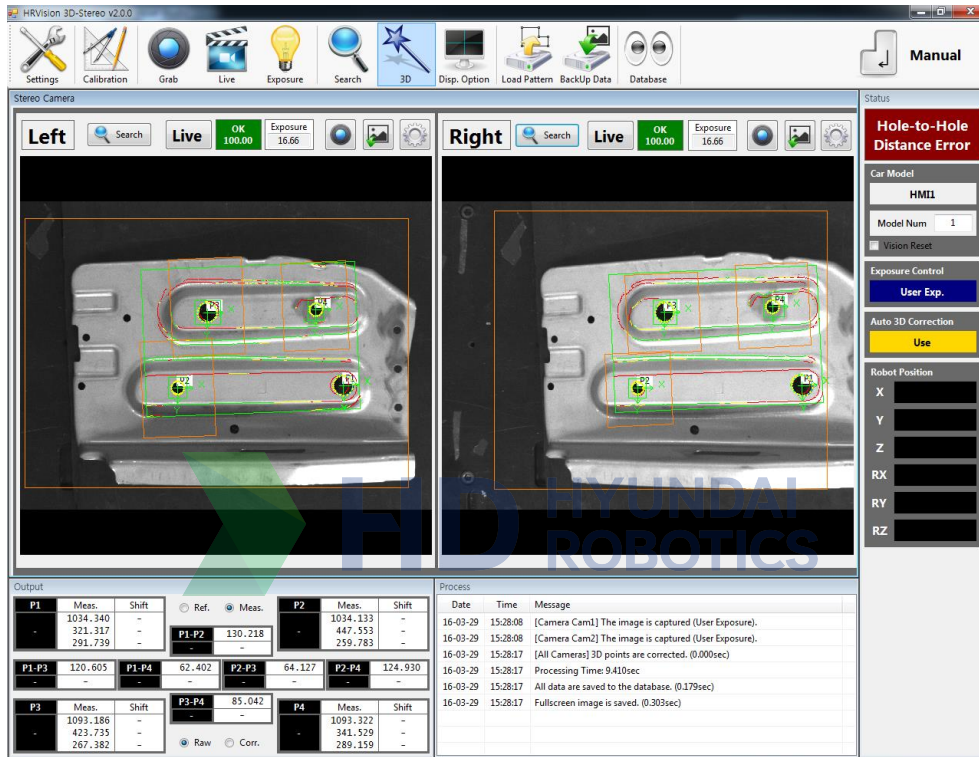 HRVision 3D-Stereo v2.0.0
Settings Calibration Grab Live Exposure Search 3D Disp. Option Load Pattern BackUp Data Database Manual
Stereo Camera
Left Search Live OK 100.00 Exposure 16.66
Right Search Live OK 100.00 Exposure 16.66
P3 P4
P2 P1
P3 P4
P2 P1
X
Y
HD HYUNDAI ROBOTICS
Status
Hole-to-Hole
Distance Error
Car Model
HMI1
Model Num 1
Vision Reset
Exposure Control
User Exp.
Auto 3D Correction
Use
Robot Position
X
Y
Z
RX
RY
RZ
Output
P1 Meas. Shift
1034.340 -
- 321.317 -
291.739 -
Ref. Meas.
P1-P2 130.218
- -
P2 Meas. Shift
1034.133 -
- 447.553 -
259.783 -
P1-P3 120.605 P1-P4 62.402 P2-P3 64.127 P2-P4 124.930
- - - - - - - -
P3 Meas. Shift
1093.186 -
- 423.735 -
267.382 -
P3-P4 85.042
- -
Raw Corr.
P4 Meas. Shift
1093.322 -
- 341.529 -
289.159 -
Process
Date Time Message
16-03-29 15:28:08 [Camera Cam1] The image is captured (User Exposure).
16-03-29 15:28:08 [Camera Cam2] The image is captured (User Exposure).
16-03-29 15:28:17 [All Cameras] 3D points are corrected. (0.000sec)
16-03-29 15:28:17 Processing Time: 9.410sec
16-03-29 15:28:17 All data are saved to the database. (0.179sec)
16-03-29 15:28:17 Fullscreen image is saved. (0.303sec)